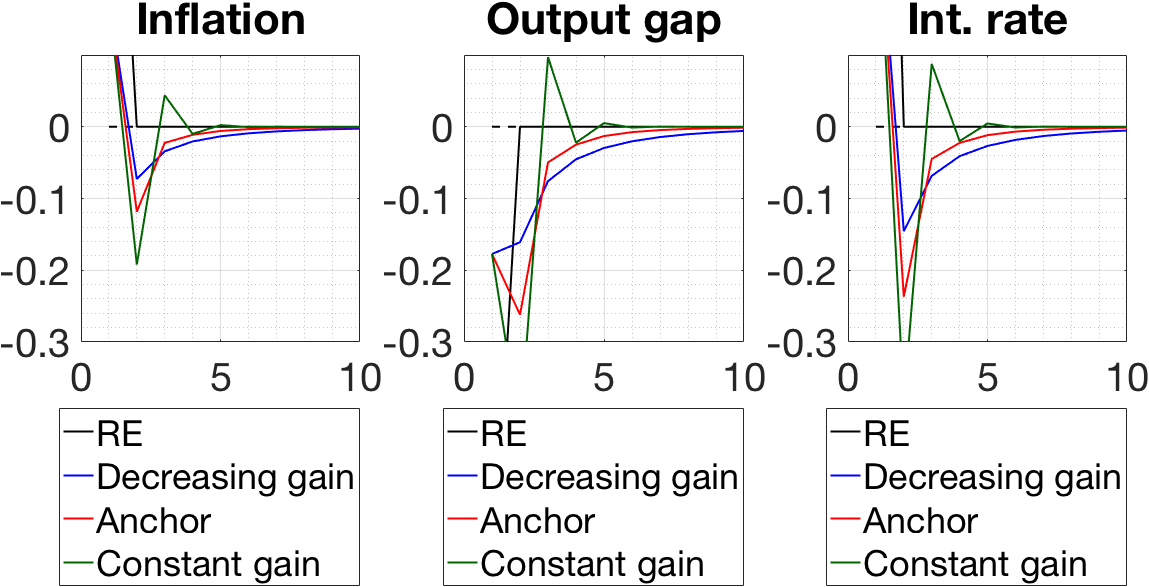 Inflation
Output gap
Int. rate
0
-0.1
-0.2
-0.3
0
5
10
0
-0.1
-0.2
-0.3
0
5
10
0
-0.1
-0.2
-0.3
0
5
10
RE
Decreasing gain
Anchor
Constant gain
RE
Decreasing gain
Anchor
Constant gain
RE
Decreasing gain
Anchor
Constant gain